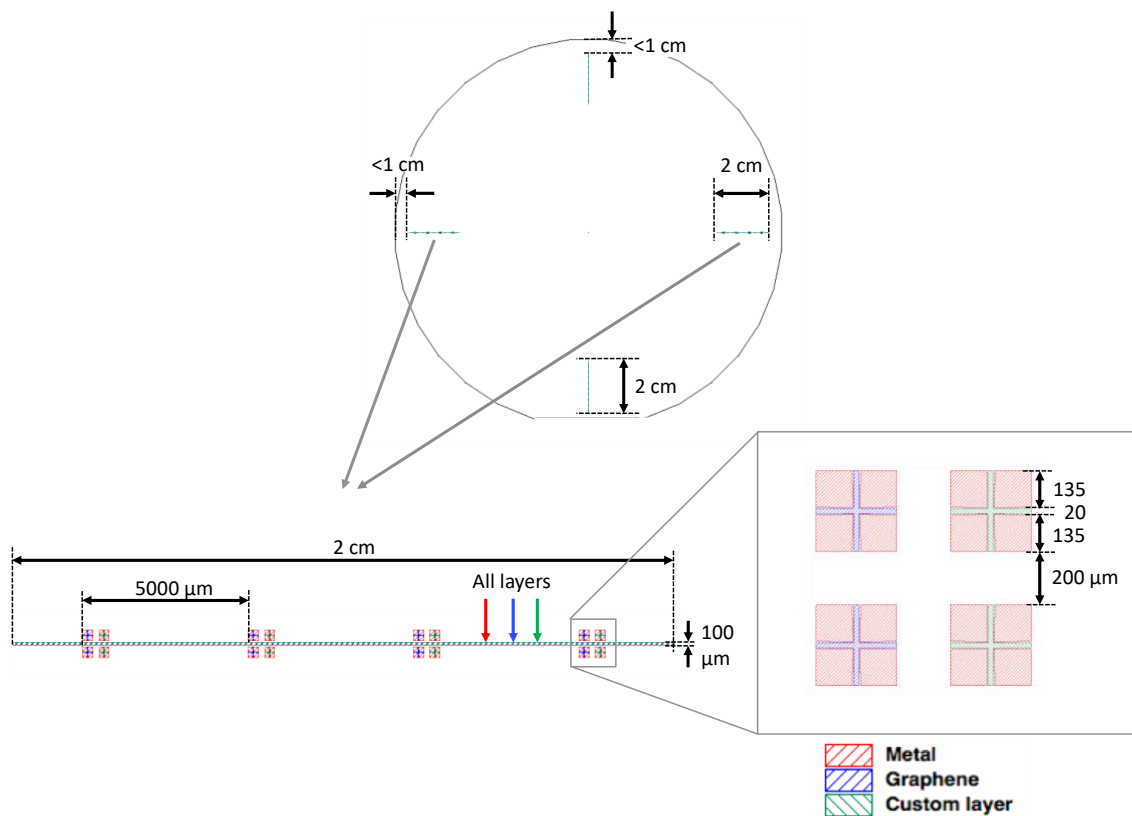 <1 cm
<1 cm
2 cm
2 cm
2 cm
5000 µm
All layers
100
µm
135
20
135
200 µm
Metal
Graphene
Custom layer